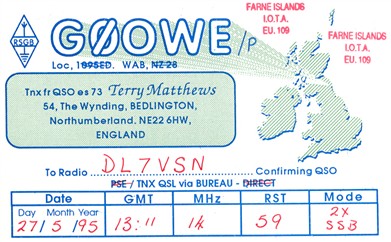 FARNE ISLANDS
I.O.T.A.
EU. 109
FARNE ISLANDS
I.O.T.A.
EU. 109
RSGB
GØOWE/P
Loc, 1995ED. WAB, NZ 28
Tnx fr QSO es 73 Terry Matthews
54, The Wynding, BEDLINGTON,
Northumberland. NE22 6HW,
ENGLAND
To Radio DL7VSN Confirming QSO
PSE / TNX QSL via BUREAU - DIRECT
Date GMT MHz RST Mode
Day Month Year
27/5/95 13:11 14 59 2x SSB